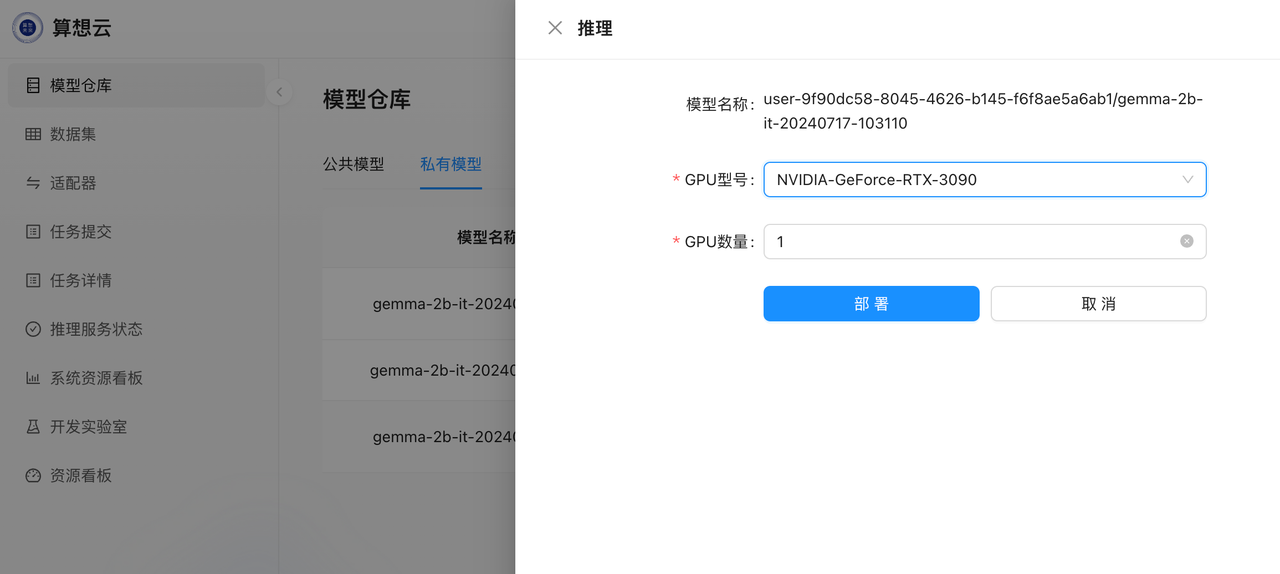 算想云
模型仓库
数据集
适配器
任务提交
任务详情
推理服务状态
系统资源看板
开发实验室
资源看板
模型仓库
公共模型 私有模型
模型名称
gemma-2b-it-2024
gemma-2b-it-2024
gemma-2b-it-2024
推理
模型名称: user-9f90dc58-8045-4626-b145-f6f8ae5a6ab1/gemma-2b-
it-20240717-103110
* GPU型号: NVIDIA-GeForce-RTX-3090
* GPU数量: 1
部 署 取 消